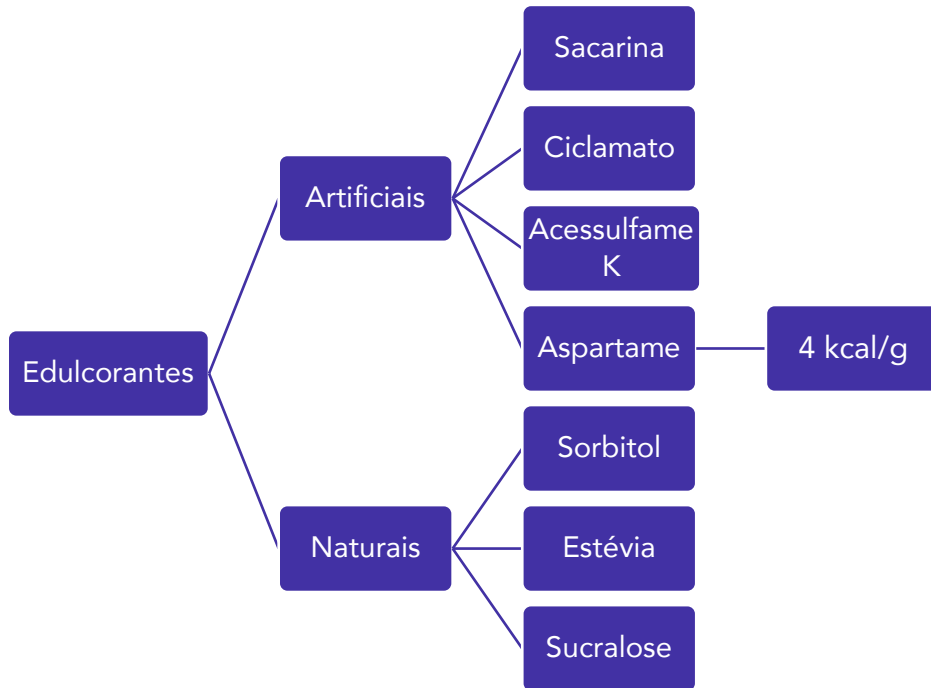 Edulcorantes
Artificiais
Sacarina
Ciclamato
Acessulfame
K
Aspartame
4 kcal/g
Naturais
Sorbitol
Estévia
Sucralose